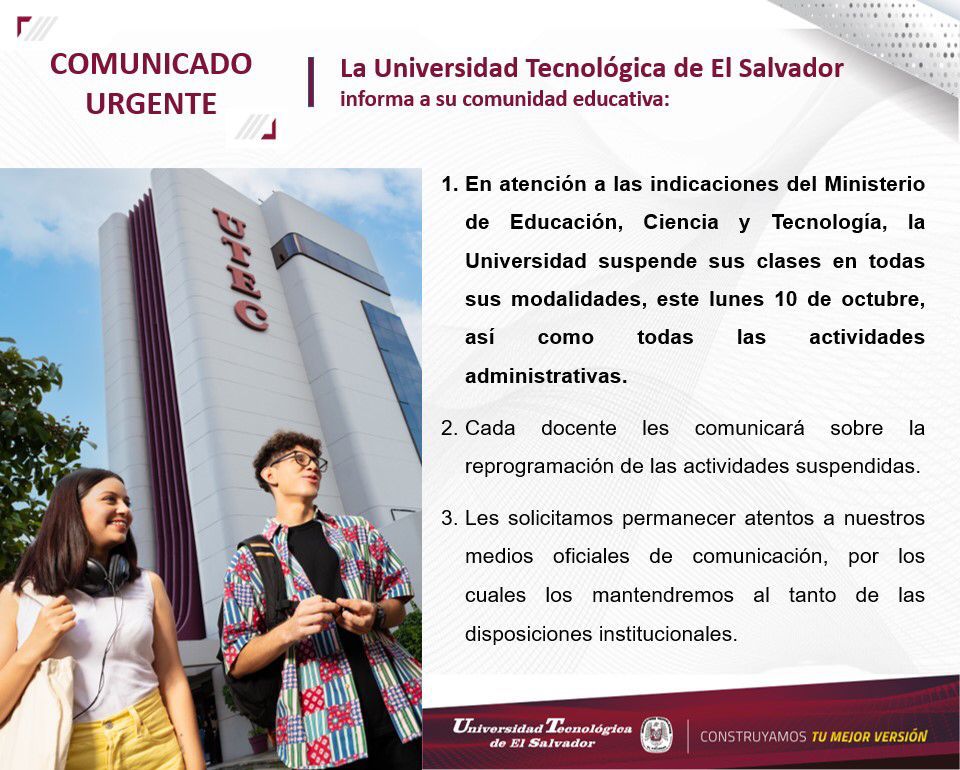 COMUNICADO
URGENTE
La Universidad Tecnológica de El Salvador
informa a su comunidad educativa:
UTEC
1. En atención a las indicaciones del Ministerio
de Educación, Ciencia y Tecnología, la
Universidad suspende sus clases en todas
sus modalidades, este lunes 10 de octubre,
así como todas las actividades
administrativas.
2. Cada docente les comunicará sobre la
reprogramación de las actividades suspendidas.
3. Les solicitamos permanecer atentos a nuestros
medios oficiales de comunicación, por los
cuales los mantendremos al tanto de las
disposiciones institucionales.
Universidad Tecnológica
de El Salvador
CONSTRUYAMOS TU MEJOR VERSIÓN